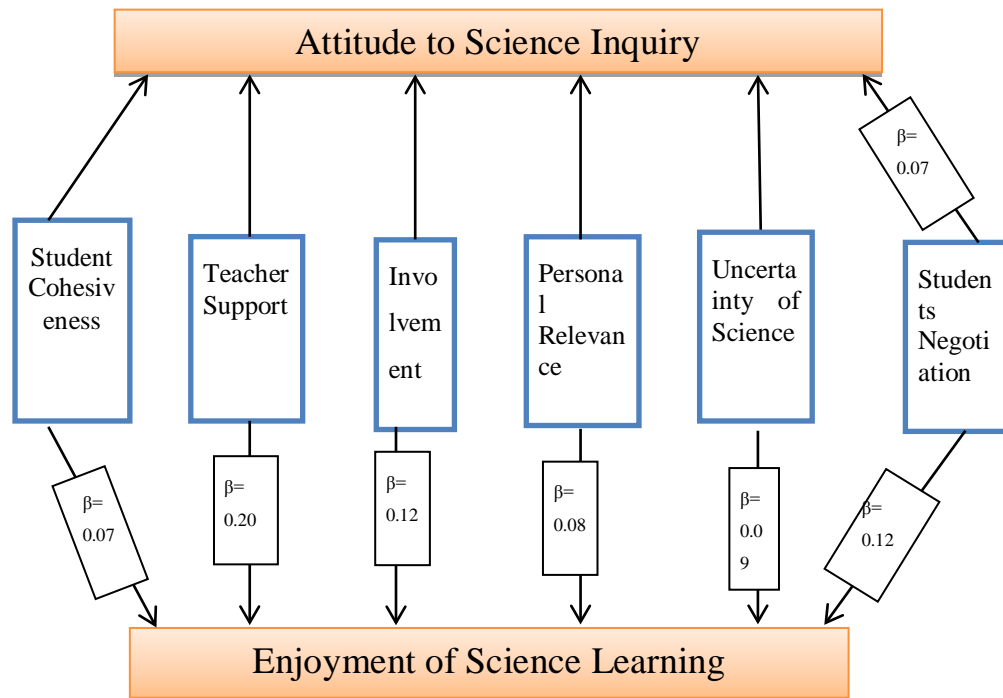 Attitude to Science Inquiry
β=
0.07
Student
Cohesiv
eness
Teacher
Support
Invo
lvem
ent
Persona
l
Relevan
ce
Uncerta
inty of
Science
Studen
ts
Negoti
ation
β=
0.07
β=
0.20
β=
0.12
β=
0.08
β=
0.0
9
β=
0.12
Enjoyment of Science Learning